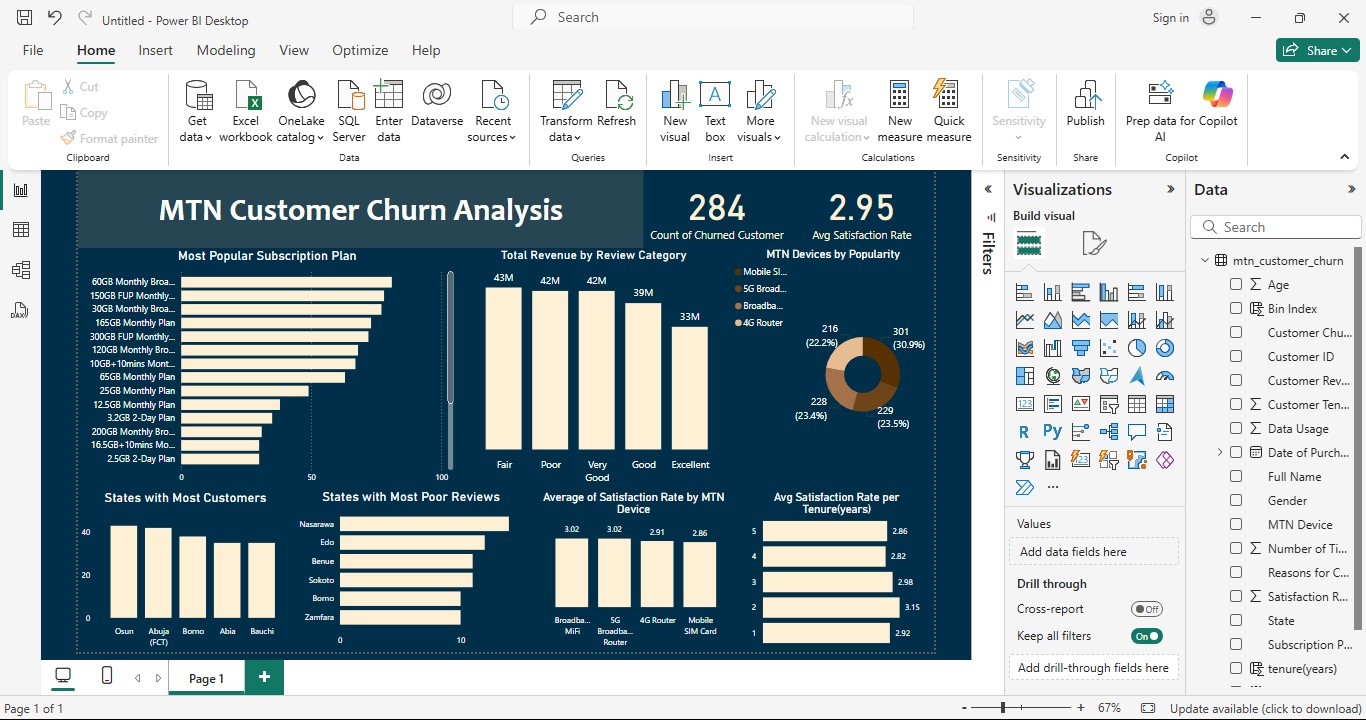 Untitled - Power BI Desktop
Search
Sign in
File
Home
Insert
Modeling
View
Optimize
Help
Share
Paste
Cut
Copy
Format painter
Clipboard
Get
data
Excel
workbook
OneLake
catalog
SQL
Server
Enter
data
Dataverse
Recent
sources
Data
Transform
data
Refresh
Queries
New
visual
A
Text
box
More
visuals
Insert
New visual
calculation
New
measure
Quick
measure
Calculations
Sensitivity
Sensitivity
Publish
Share
Prep data for
AI
Copilot
Copilot
MTN Customer Churn Analysis
284
Count of Churned Customer
2.95
Avg Satisfaction Rate
Most Popular Subscription Plan
60GB Monthly Broa...
150GB FUP Monthly...
30GB Monthly Broa...
165GB Monthly Plan
300GB FUP Monthly...
120GB Monthly Bro...
10GB+10mins Mont...
65GB Monthly Plan
25GB Monthly Plan
12.5GB Monthly Plan
3.2GB 2-Day Plan
200GB Monthly Bro...
16.5GB+10mins Mo...
2.5GB 2-Day Plan
0
50
100
Total Revenue by Review Category
43M
42M
42M
39M
33M
Fair
Poor
Very
Good
Good
Excellent
MTN Devices by Popularity
Mobile SI...
5G Broad...
Broadba...
4G Router
216
(22.2%)
301
(30.9%)
228
(23.4%)
229
(23.5%)
States with Most Customers
40
20
0
Osun
Abuja
(FCT)
Borno
Abia
Bauchi
States with Most Poor Reviews
Nasarawa
Edo
Benue
Sokoto
Borno
Zamfara
0
10
Average of Satisfaction Rate by MTN
Device
3.02
3.02
2.91
2.86
Broadba...
MiFi
5G
Broadba...
Router
4G Router
Mobile
SIM Card
Avg Satisfaction Rate per
Tenure(years)
5
2.86
4
2.82
3
2.98
2
3.15
1
2.92
Filters
Visualizations
Build visual
123
R
Py
123
Values
Add data fields here
Drill through
Cross-report
Off
Keep all filters
On
Add drill-through fields here
Data
Search
mtn_customer_churn
Age
Bin Index
Customer Chu...
Customer ID
Customer Rev...
Customer Ten...
Data Usage
Date of Purch...
Full Name
Gender
MTN Device
Number of Ti...
Reasons for C...
Satisfaction R...
State
Subscription P...
tenure(years)
DAX
Page 1
Page 1 of 1
67%
Update available (click to download)